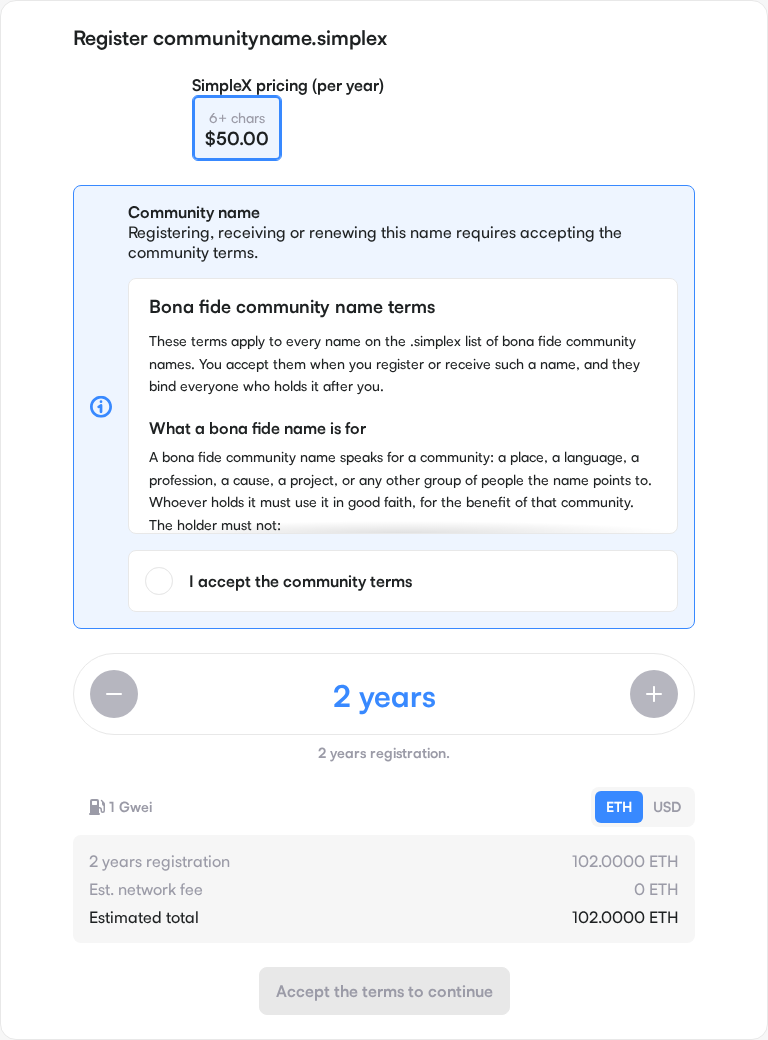 Register communityname.simplex
SimpleX pricing (per year)
6+ chars
$50.00
Community name
Registering, receiving or renewing this name requires accepting the
community terms.
Bona fide community name terms
These terms apply to every name on the .simplex list of bona fide community
names. You accept them when you register or receive such a name, and they
bind everyone who holds it after you.
What a bona fide name is for
A bona fide community name speaks for a community: a place, a language, a
profession, a cause, a project, or any other group of people the name points to.
Whoever holds it must use it in good faith, for the benefit of that community.
The holder must not:
I accept the community terms
2 years
2 years registration.
1 Gwei
ETH USD
2 years registration 102.0000 ETH
Est. network fee 0 ETH
Estimated total 102.0000 ETH
Accept the terms to continue